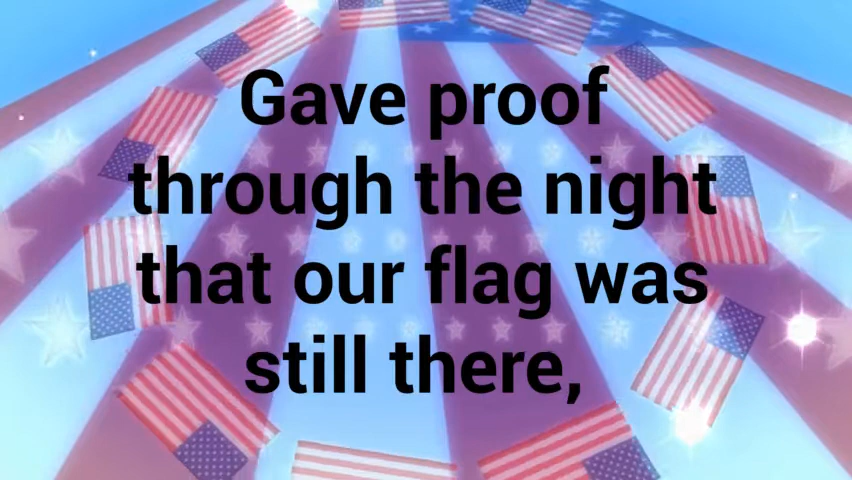 Gave proof
through the night
that our flag was
still there,